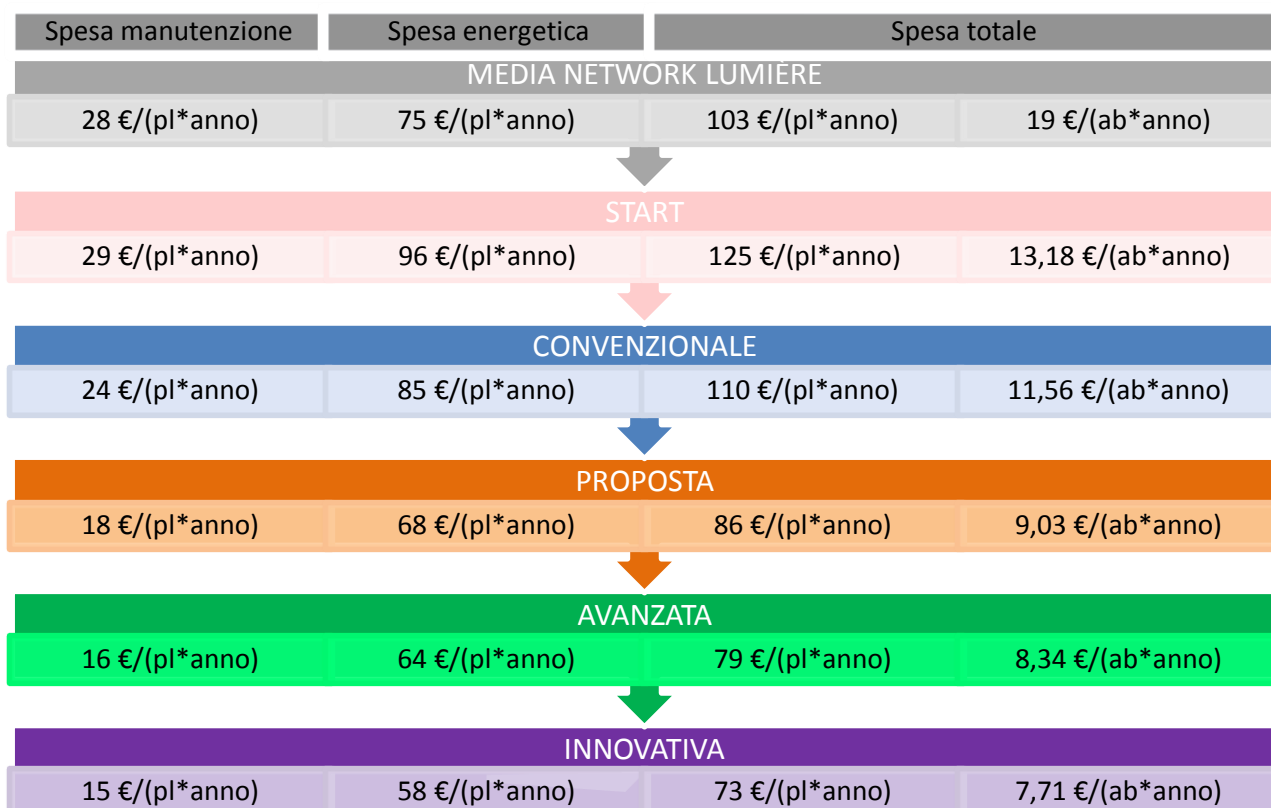 Spesa manutenzione Spesa energetica Spesa totale
MEDIA NETWORK LUMIÈRE
28 €/(pl*anno) 75 €/(pl*anno) 103 €/(pl*anno) 19 €/(ab*anno)
START
29 €/(pl*anno) 96 €/(pl*anno) 125 €/(pl*anno) 13,18 €/(ab*anno)
CONVENZIONALE
24 €/(pl*anno) 85 €/(pl*anno) 110 €/(pl*anno) 11,56 €/(ab*anno)
PROPOSTA
18 €/(pl*anno) 68 €/(pl*anno) 86 €/(pl*anno) 9,03 €/(ab*anno)
AVANZATA
16 €/(pl*anno) 64 €/(pl*anno) 79 €/(pl*anno) 8,34 €/(ab*anno)
INNOVATIVA
15 €/(pl*anno) 58 €/(pl*anno) 73 €/(pl*anno) 7,71 €/(ab*anno)